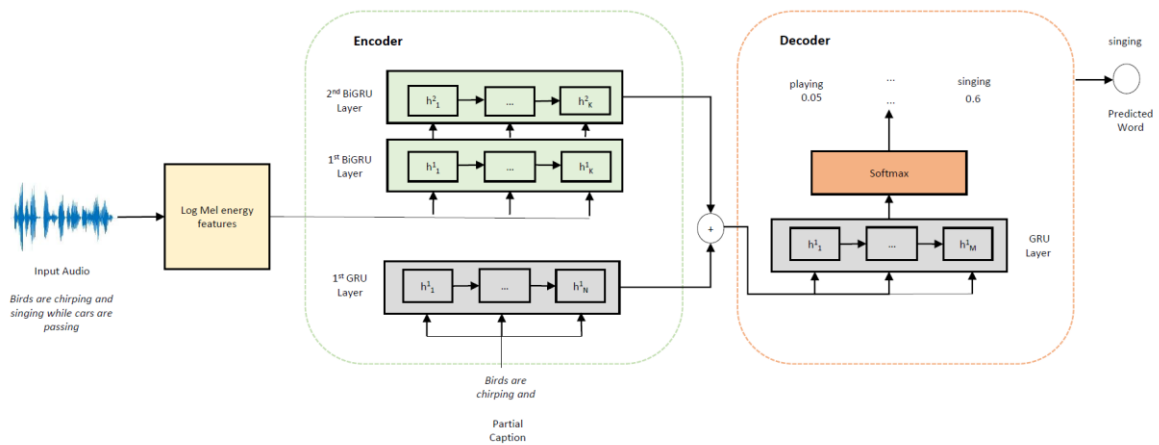 Encoder
Decoder
singing
Predicted
Word
2nd BiGRU
Layer
h²₁ ... h²K
1st BiGRU
Layer
h¹₁ ... h¹K
1st GRU
Layer
h¹₁ ... h¹N
Log Mel energy
features
Input Audio
Birds are chirping and
singing while cars are
passing
Birds are
chirping and
Partial
Caption
+
playing ... singing
0.05 ... 0.6
Softmax
h¹₁ ... h¹M
GRU
Layer